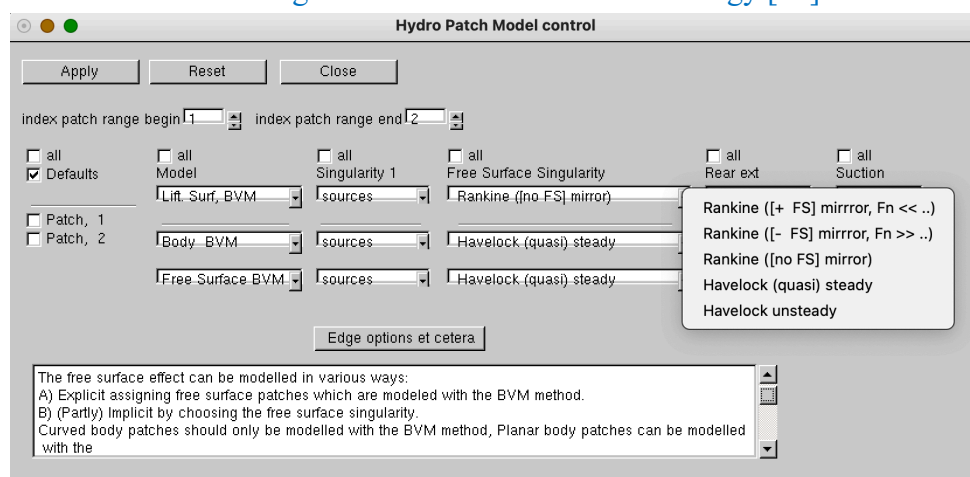 Hydro Patch Model control
Apply Reset Close
index patch range begin 1 index patch range end 2
all all all all all all
Defaults Model Singularity 1 Free Surface Singularity Rear ext Suction
Lift. Surf, BVM sources Rankine ([no FS] mirror)
Patch, 1
Patch, 2 Body BVM sources Havelock (quasi) steady
Free Surface BVM sources Havelock (quasi) steady
Rankine ([+ FS] mirrror, Fn << ..)
Rankine ([- FS] mirrror, Fn >> ..)
Rankine ([no FS] mirror)
Havelock (quasi) steady
Havelock unsteady
Edge options et cetera
The free surface effect can be modelled in various ways:
A) Explicit assigning free surface patches which are modeled with the BVM method.
B) (Partly) Implicit by choosing the free surface singularity.
Curved body patches should only be modelled with the BVM method, Planar body patches can be modelled
with the